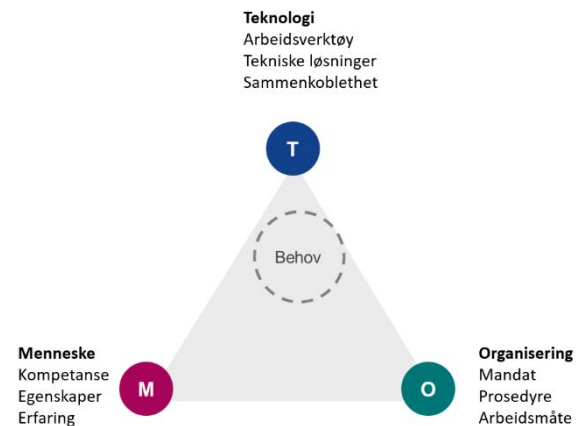 Teknologi
Arbeidsverktøy
Tekniske løsninger
Sammenkoblethet
T
Behov
Menneske
Kompetanse
Egenskaper
Erfaring
M
O
Organisering
Mandat
Prosedyre
Arbeidsmåte